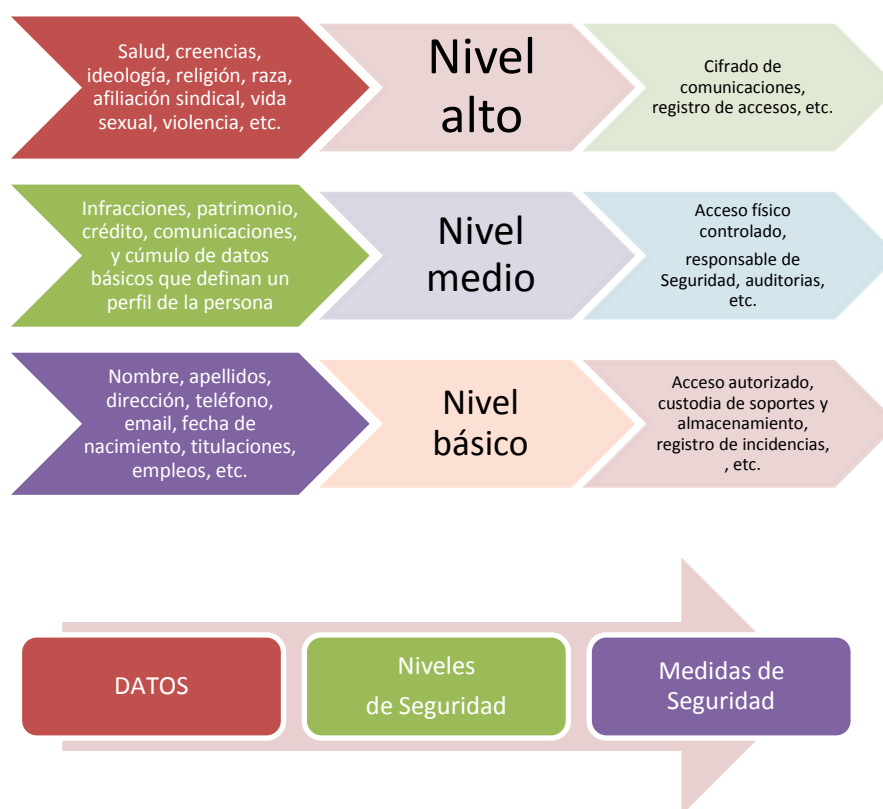 Salud, creencias,
ideología, religión, raza,
afiliación sindical, vida
sexual, violencia, etc.
Nivel
alto
Cifrado de
comunicaciones,
registro de accesos, etc.
Infracciones, patrimonio,
crédito, comunicaciones,
y cúmulo de datos
básicos que definan un
perfil de la persona
Nivel
medio
Acceso físico
controlado,
responsable de
Seguridad, auditorias,
etc.
Nombre, apellidos,
dirección, teléfono,
email, fecha de
nacimiento, titulaciones,
empleos, etc.
Nivel
básico
Acceso autorizado,
custodia de soportes y
almacenamiento,
registro de incidencias,
, etc.
DATOS
Niveles
de Seguridad
Medidas de
Seguridad